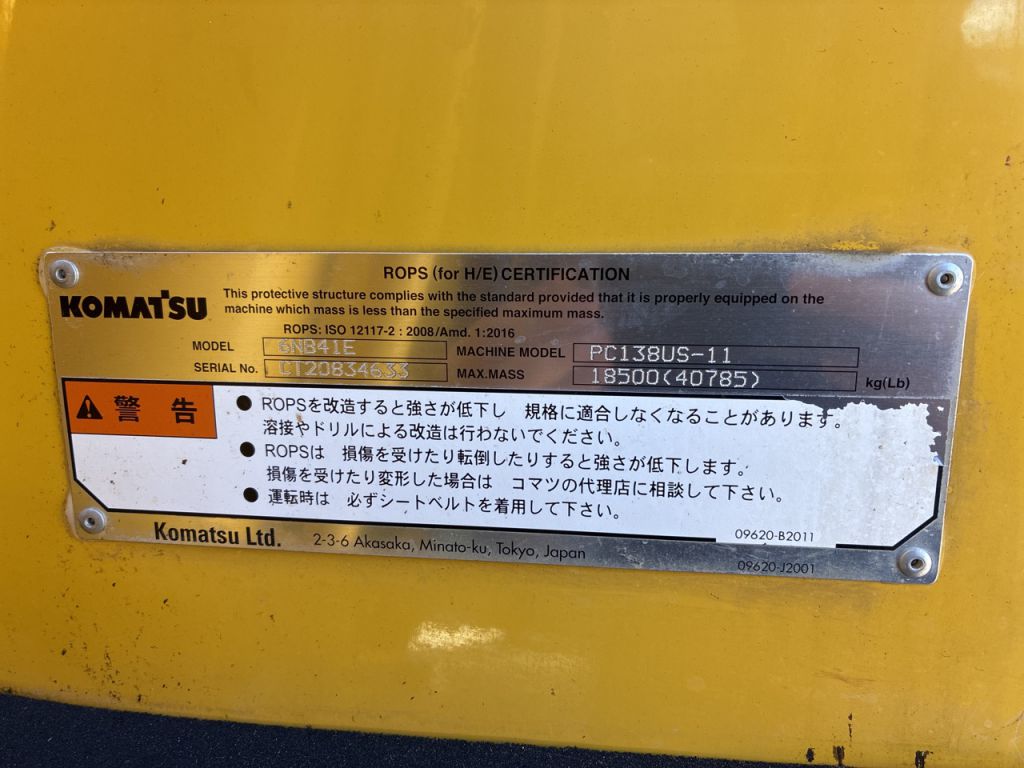 ROPS (for H/E) CERTIFICATION
KOMATSU
This protective structure complies with the standard provided that it is properly equipped on the
machine which mass is less than the specified maximum mass.
ROPS: ISO 12117-2 : 2008/Amd. 1:2016
MODEL 6NB41E MACHINE MODEL PC138US-11
SERIAL No. CT20834633 MAX.MASS 18500(40785) kg(Lb)
警告
● ROPSを改造すると強さが低下し 規格に適合しなくなることがあります。
溶接やドリルによる改造は行わないでください。
● ROPSは 損傷を受けたり転倒したりすると強さが低下します。
損傷を受けたり変形した場合は コマツの代理店に相談して下さい。
● 運転時は 必ずシートベルトを着用して下さい。
09620-B2011
Komatsu Ltd. 2-3-6 Akasaka, Minato-ku, Tokyo, Japan
09620-J2001